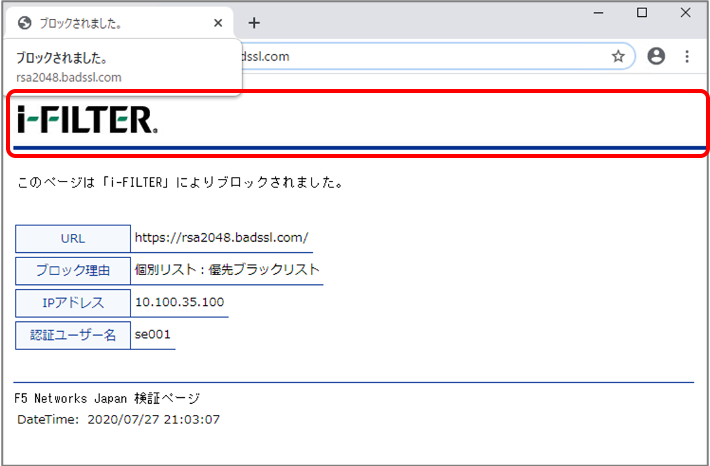 ブロックされました。
ブロックされました。
rsa2048.badssl.com
dssl.com
i-FILTER®
このページは「i-FILTER」によりブロックされました。
URL https://rsa2048.badssl.com/
ブロック理由 個別リスト：優先ブラックリスト
IPアドレス 10.100.35.100
認証ユーザー名 se001
F5 Networks Japan 検証ページ
DateTime: 2020/07/27 21:03:07